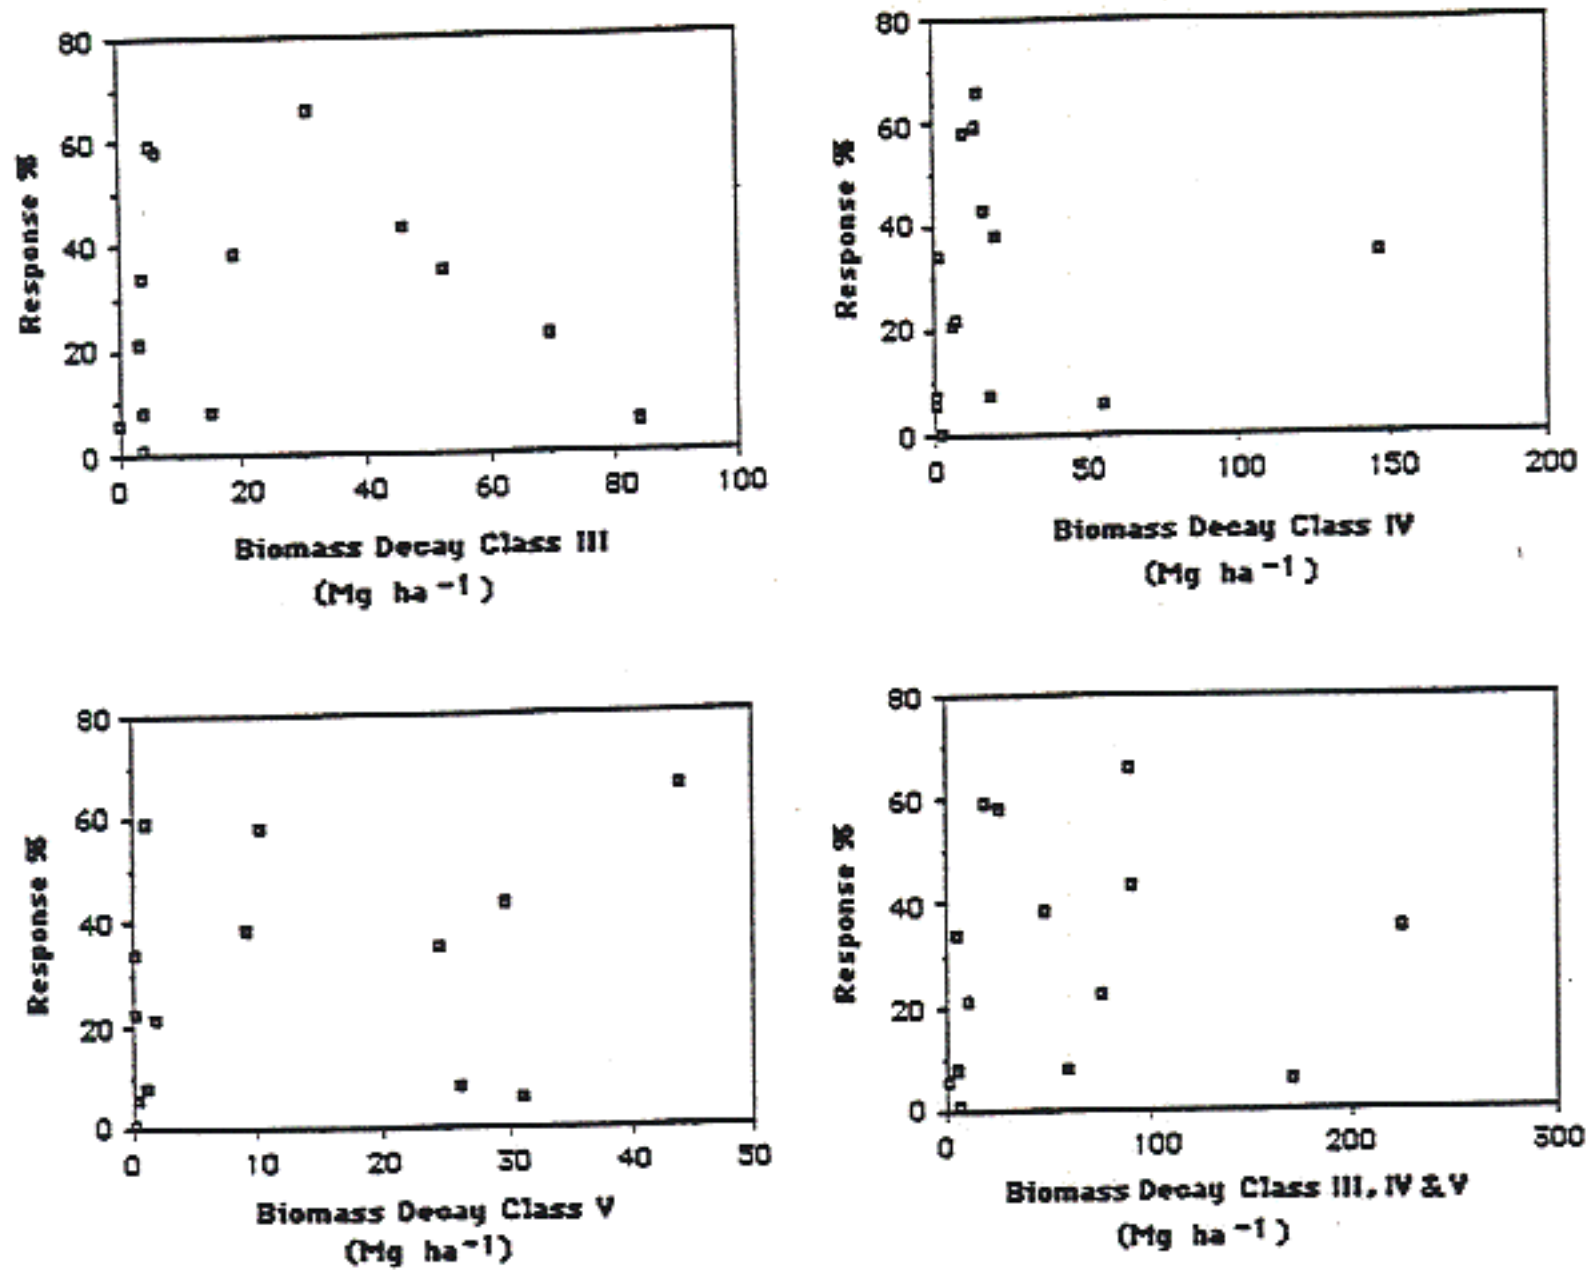 80
60
40
20
0
Response %
0 20 40 60 80 100
Biomass Decay Class III
(Mg ha⁻¹)
80
60
40
20
0
Response %
0 50 100 150 200
Biomass Decay Class IV
(Mg ha⁻¹)
80
60
40
20
0
Response %
0 10 20 30 40 50
Biomass Decay Class V
(Mg ha⁻¹)
80
60
40
20
0
Response %
0 100 200 300
Biomass Decay Class III, IV & V
(Mg ha⁻¹)